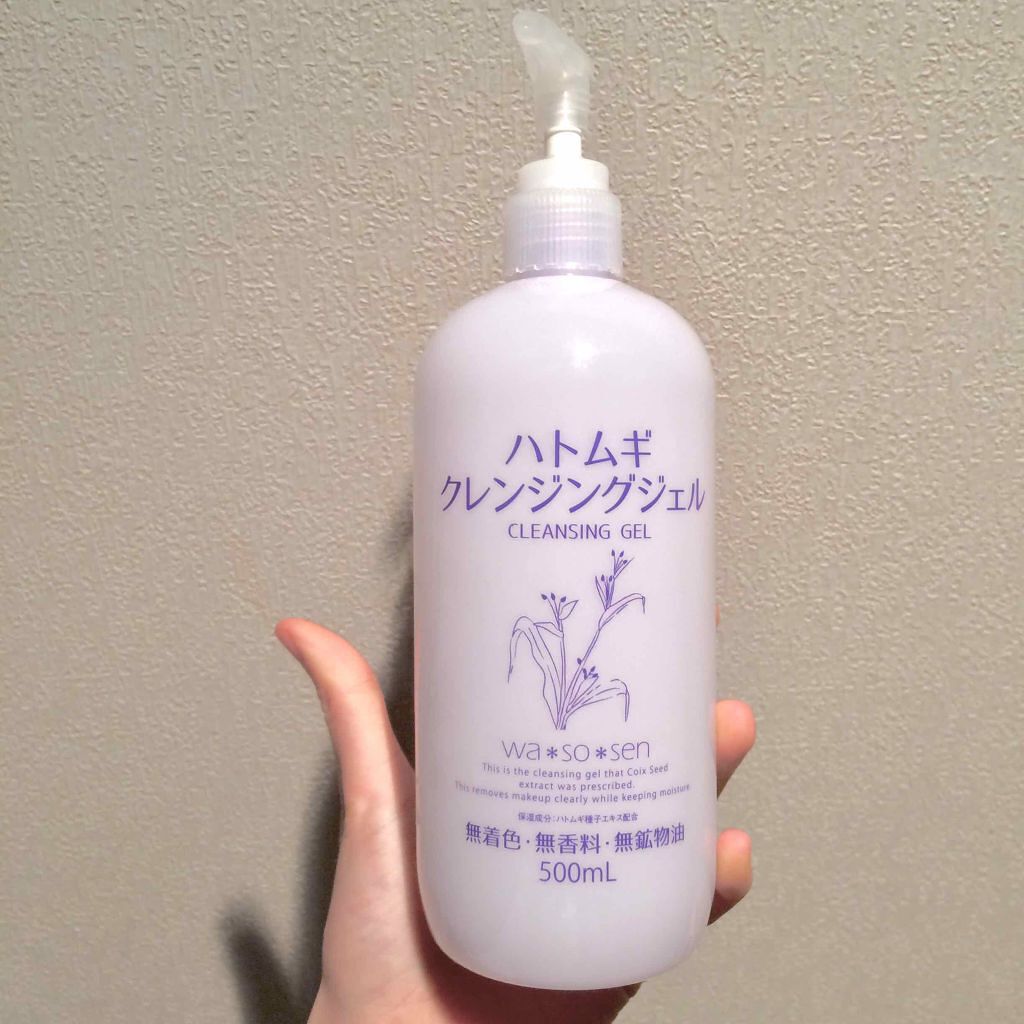 ハトムギ
クレンジングジェル
CLEANSING GEL
wa*so*sen
This is the cleansing gel that Coix Seed
extract was prescribed.
This removes makeup clearly while keeping moisture
保湿成分:ハトムギ種子エキス配合
無着色・無香料・無鉱物油
500mL